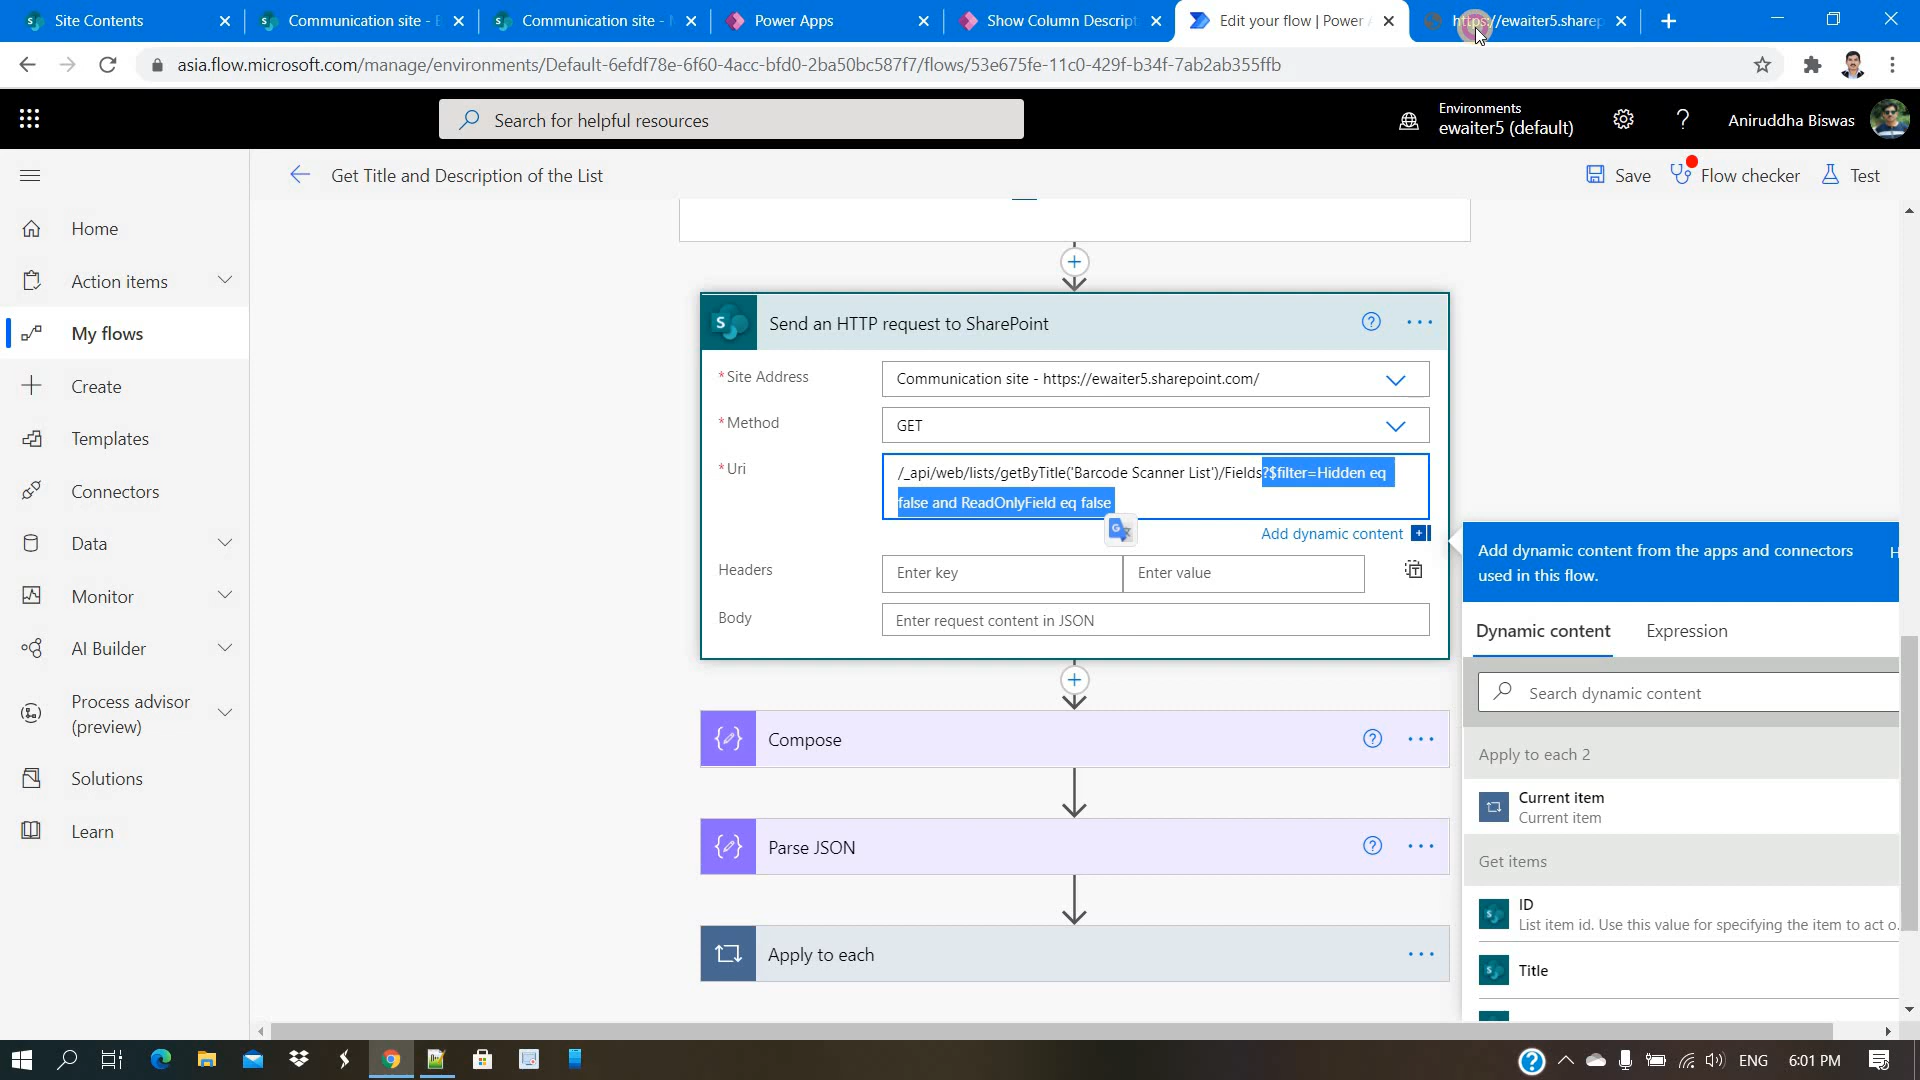 Site Contents
Communication site -
Communication site -
Power Apps
Show Column Descript
Edit your flow | Power
https://ewaiter5.sharep
asia.flow.microsoft.com/manage/environments/Default-6efdf78e-6f60-4acc-bfd0-2ba50bc587f7/flows/53e675fe-11c0-429f-b34f-7ab2ab355ffb
Search for helpful resources
Environments
ewaiter5 (default)
Aniruddha Biswas
Get Title and Description of the List
Save
Flow checker
Test
Home
Action items
My flows
Create
Templates
Connectors
Data
Monitor
AI Builder
Process advisor
(preview)
Solutions
Learn
Send an HTTP request to SharePoint
* Site Address
Communication site - https://ewaiter5.sharepoint.com/
* Method
GET
* Uri
/_api/web/lists/getByTitle('Barcode Scanner List')/Fields?$filter=Hidden eq
false and ReadOnlyField eq false
Add dynamic content
Headers
Enter key
Enter value
Body
Enter request content in JSON
Compose
Parse JSON
Apply to each
Add dynamic content from the apps and connectors
used in this flow.
Dynamic content
Expression
Search dynamic content
Apply to each 2
Current item
Current item
Get items
ID
List item id. Use this value for specifying the item to act o.
Title
ENG
6:01 PM